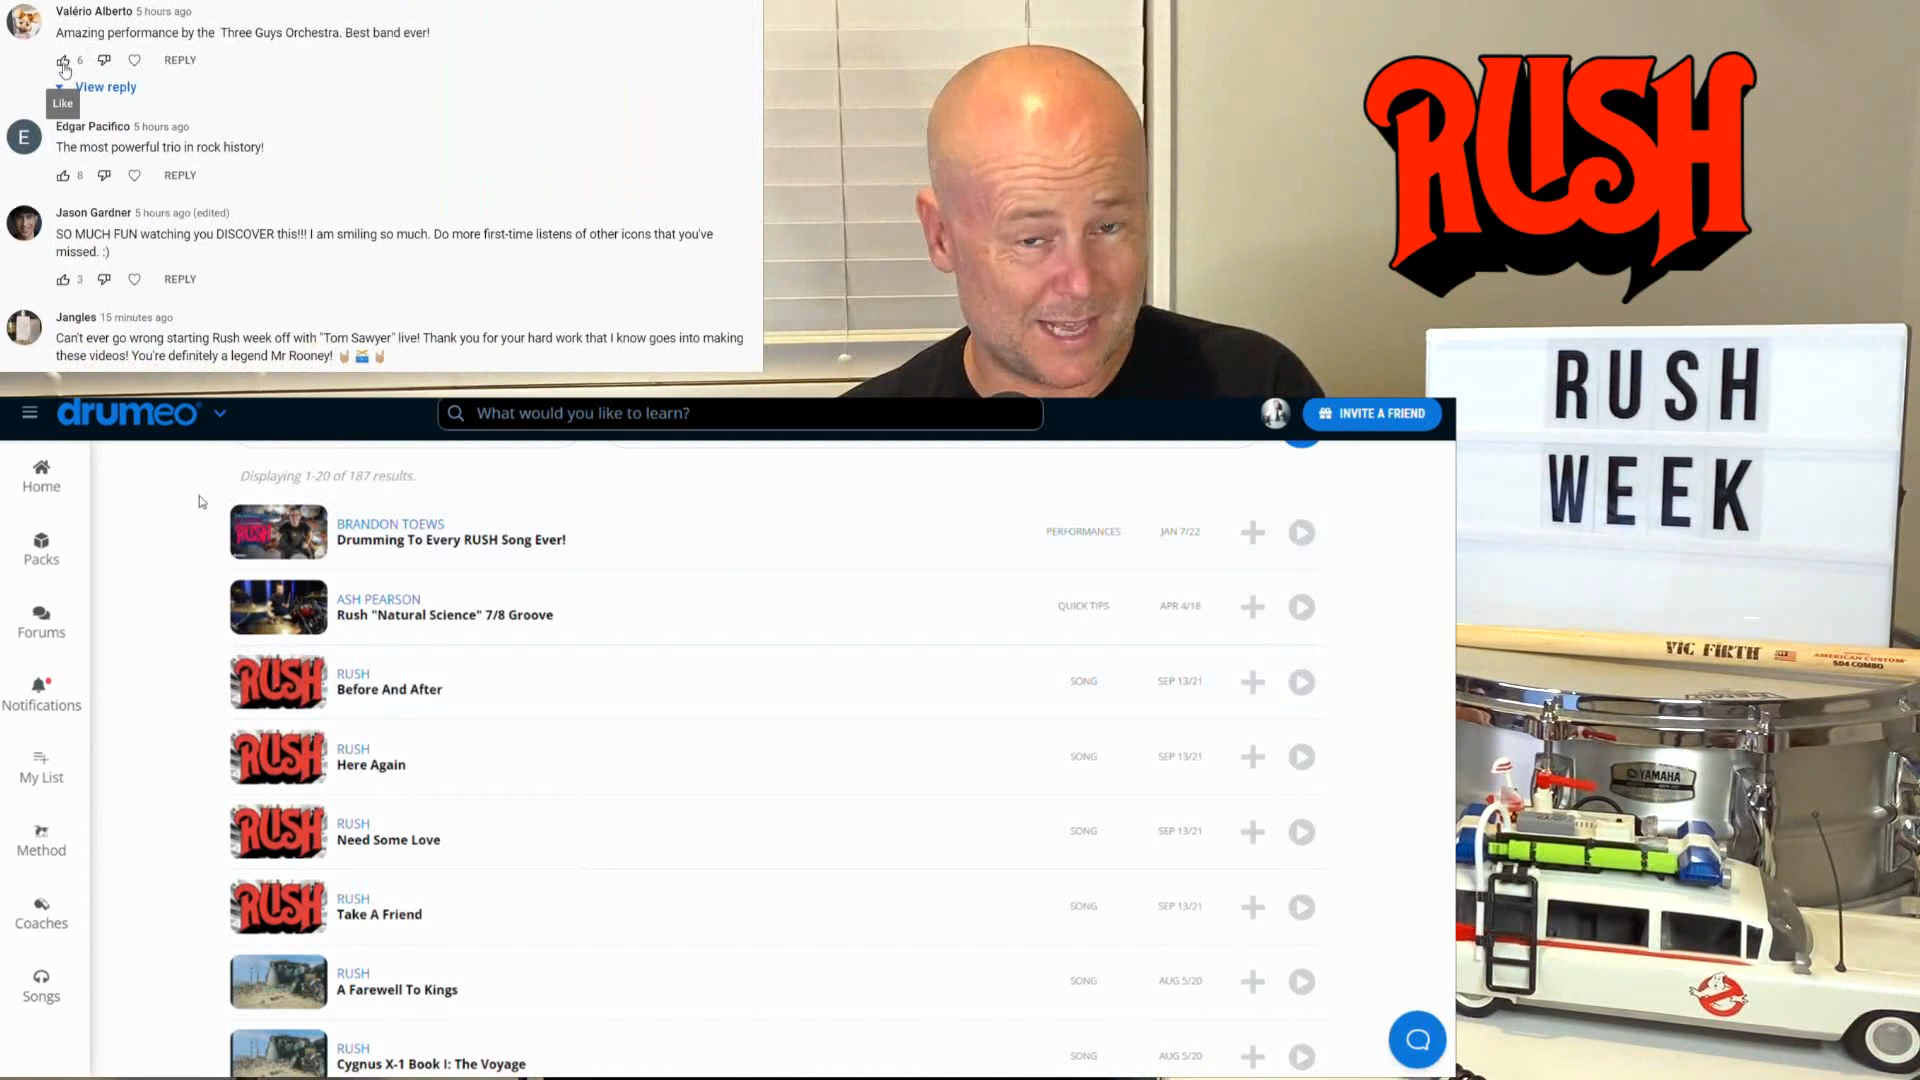 Valério Alberto 5 hours ago
Amazing performance by the Three Guys Orchestra. Best band ever!
6 REPLY
View reply
Like
E
Edgar Pacifico 5 hours ago
The most powerful trio in rock history!
8 REPLY
Jason Gardner 5 hours ago (edited)
SO MUCH FUN watching you DISCOVER this!!! I am smiling so much. Do more first-time listens of other icons that you've
missed. :)
3 REPLY
Jangles 15 minutes ago
Can't ever go wrong starting Rush week off with "Tom Sawyer" live! Thank you for your hard work that I know goes into making
these videos! You're definitely a legend Mr Rooney! 🤘🏼 🥁 🤘🏼
RUSH
RUSH
WEEK
drumeo
What would you like to learn?
INVITE A FRIEND
Home
Packs
Forums
Notifications
My List
Method
Coaches
Songs
Displaying 1-20 of 187 results.
RUSH
BRANDON TOEWS
Drumming To Every RUSH Song Ever!
PERFORMANCES JAN 7/22
ASH PEARSON
Rush "Natural Science" 7/8 Groove
QUICK TIPS APR 4/18
RUSH
RUSH
Before And After
SONG SEP 13/21
RUSH
RUSH
Here Again
SONG SEP 13/21
RUSH
RUSH
Need Some Love
SONG SEP 13/21
RUSH
RUSH
Take A Friend
SONG SEP 13/21
RUSH
A Farewell To Kings
SONG AUG 5/20
RUSH
Cygnus X-1 Book I: The Voyage
SONG AUG 5/20
VIC FIRTH
AMERICAN CUSTOM
SD4 COMBO
YAMAHA